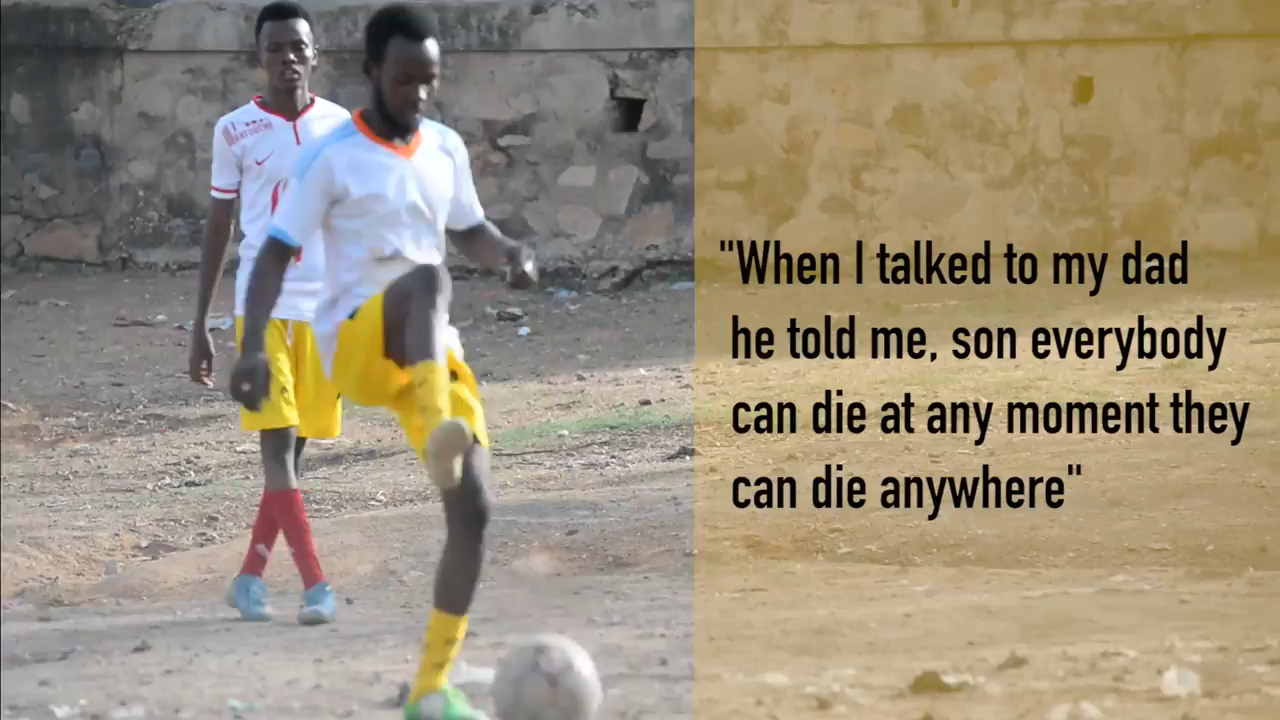 "When I talked to my dad
he told me, son everybody
can die at any moment they
can die anywhere"